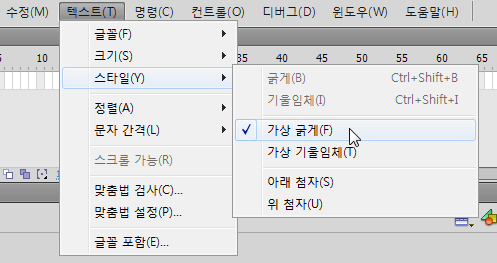 수정(M) 텍스트(T) 명령(C) 컨트롤(O) 디버그(D) 윈도우(W) 도움말(H)
글꼴(F)
크기(S)
35 40 45 50 55 60 65
스타일(Y)
굵게(B) Ctrl+Shift+B
기울임체(I) Ctrl+Shift+I
정렬(A)
문자 간격(L)
가상 굵게(F)
가상 기울임체(T)
스크롤 가능(R)
아래 첨자(S)
위 첨자(U)
맞춤법 검사(C)...
맞춤법 설정(P)...
글꼴 포함(E)...